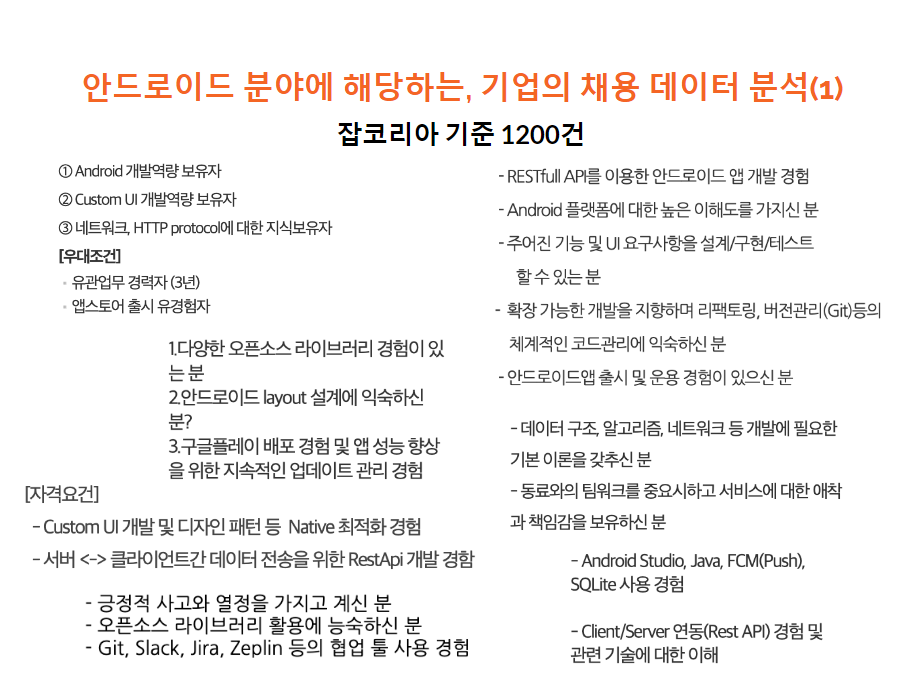 안드로이드 분야에 해당하는, 기업의 채용 데이터 분석(1)
잡코리아 기준 1200건
① Android 개발역량 보유자
② Custom UI 개발역량 보유자
③ 네트워크, HTTP protocol에 대한 지식보유자
[우대조건]
· 유관업무 경력자 (3년)
· 앱스토어 출시 유경험자
1.다양한 오픈소스 라이브러리 경험이 있
는 분
2.안드로이드 layout 설계에 익숙하신
분?
3.구글플레이 배포 경험 및 앱 성능 향상
을 위한 지속적인 업데이트 관리 경험
[자격요건]
- Custom UI 개발 및 디자인 패턴 등 Native 최적화 경험
- 서버 <-> 클라이언트간 데이터 전송을 위한 RestApi 개발 경함
- 긍정적 사고와 열정을 가지고 계신 분
- 오픈소스 라이브러리 활용에 능숙하신 분
- Git, Slack, Jira, Zeplin 등의 협업 툴 사용 경험
- RESTfull API를 이용한 안드로이드 앱 개발 경험
- Android 플랫폼에 대한 높은 이해도를 가지신 분
- 주어진 기능 및 UI 요구사항을 설계/구현/테스트
할 수 있는 분
- 확장 가능한 개발을 지향하며 리팩토링, 버전관리(Git)등의
체계적인 코드관리에 익숙하신 분
- 안드로이드앱 출시 및 운용 경험이 있으신 분
- 데이터 구조, 알고리즘, 네트워크 등 개발에 필요한
기본 이론을 갖추신 분
- 동료와의 팀워크를 중요시하고 서비스에 대한 애착
과 책임감을 보유하신 분
- Android Studio, Java, FCM(Push),
SQLite 사용 경험
- Client/Server 연동(Rest API) 경험 및
관련 기술에 대한 이해